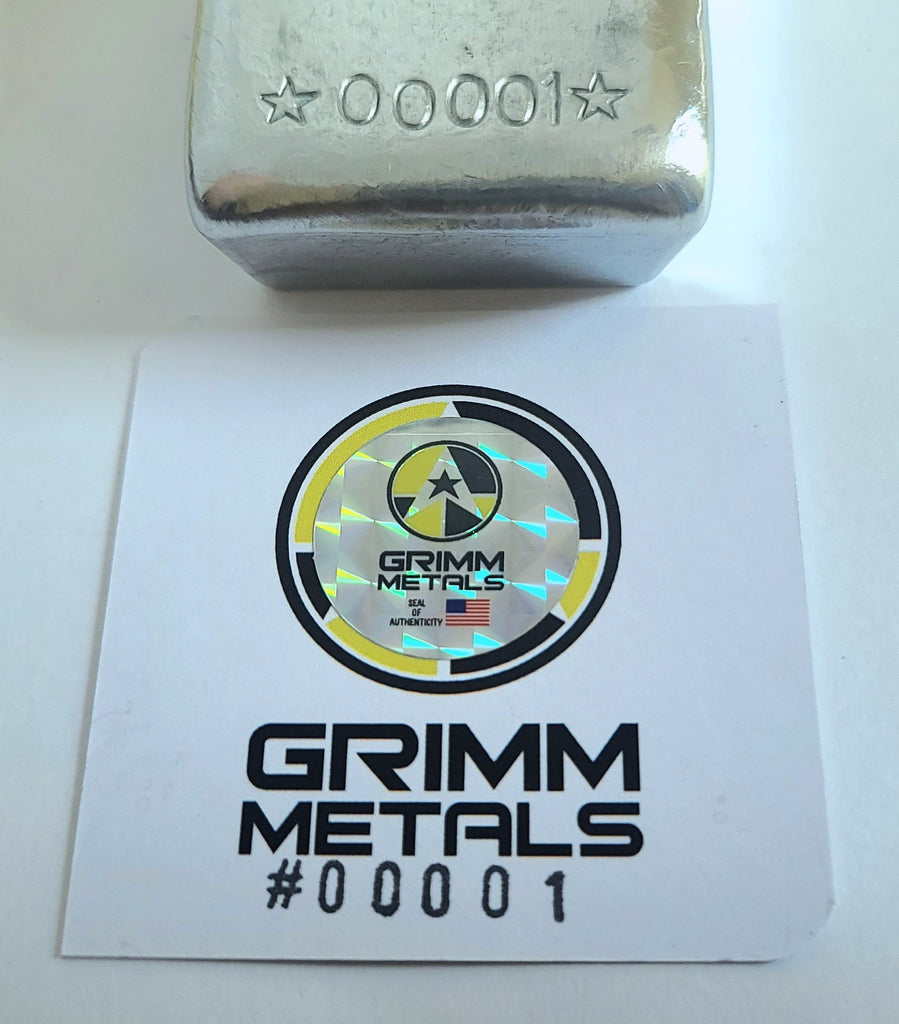 ☆00001☆
GRIMM
METALS
SEAL
OF
AUTHENTICITY
GRIMM
METALS
#00001